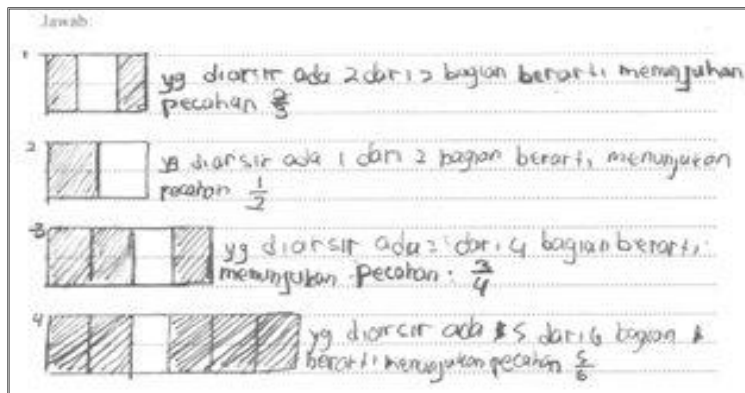 Jawab:
1
yg diarsir ada 2 dari 3 bagian berarti menunjukan
pecahan 2/3
2
yg diarsir ada 1 dari 2 bagian berarti menunjukan
pecahan 1/2
3
yg diarsir ada 3 dari 4 bagian berarti
menunjukan pecahan : 3/4
4
yg diarsir ada 5 dari 6 bagian
berarti menunjukan pecahan 5/6